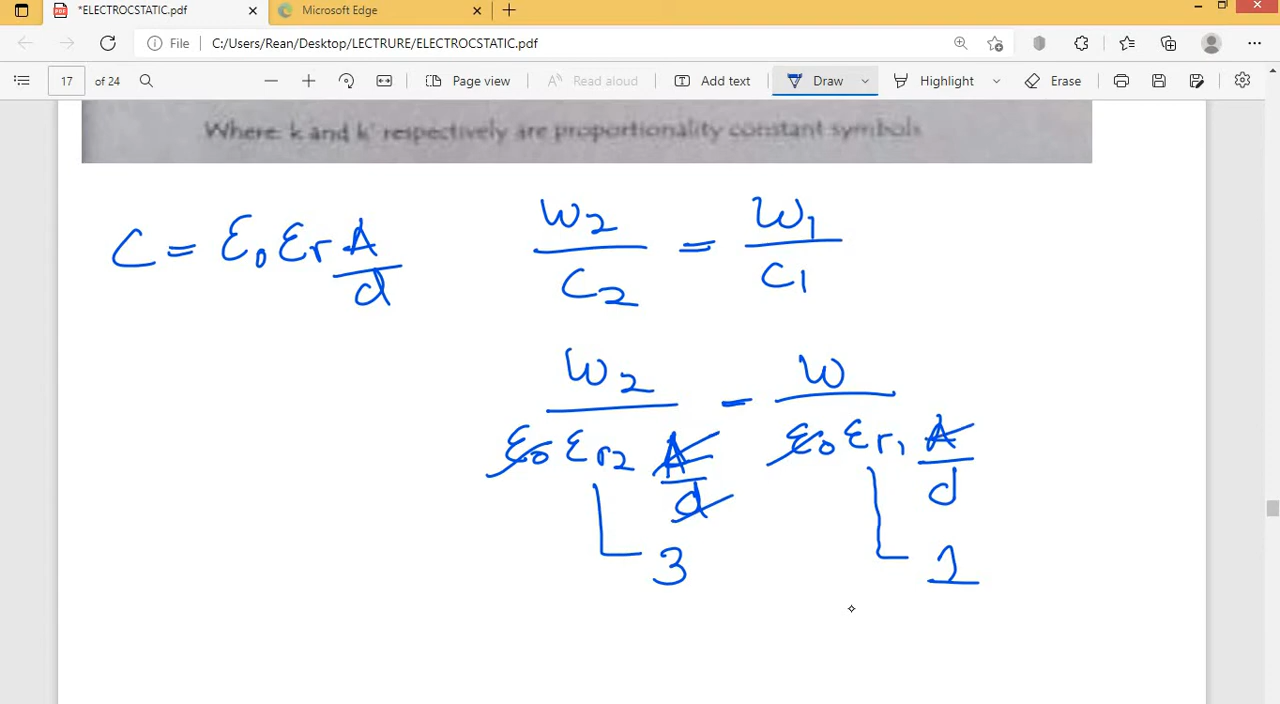 *ELECTROCSTATIC.pdf
Microsoft Edge
File C:/Users/Rean/Desktop/LECTRURE/ELECTROCSTATIC.pdf
17 of 24 Page view Read aloud Add text Draw Highlight Erase
Where: k and k' respectively are proportionality constant symbols
C = ε₀ εr A/d
W₂/C₂ = W₁/C₁
W₂/(ε₀ εr₂ A/d) = W/(ε₀ εr₁ A/d)
3 1